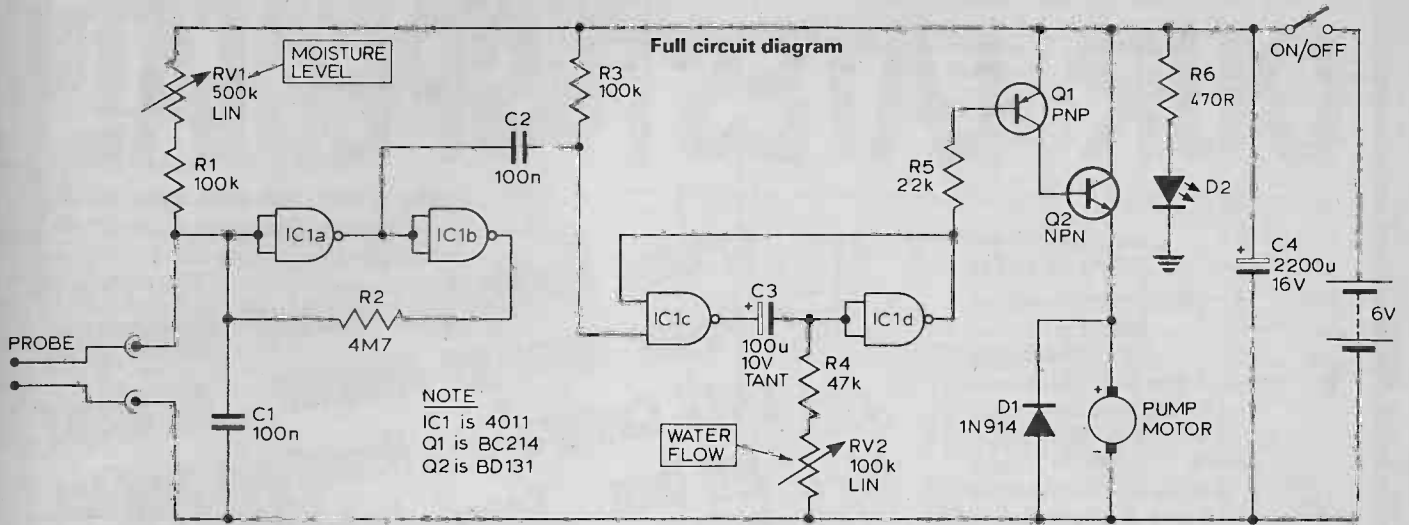 Full circuit diagram
MOISTURE
LEVEL
RV1
500k
LIN
R1
100k
C2
100n
R3
100k
IC1a
IC1b
R2
4M7
PROBE
C1
100n
NOTE
IC1 is 4011
Q1 is BC214
Q2 is BD131
IC1c
C3
+
100u
10V
TANT
IC1d
R4
47k
WATER
FLOW
RV2
100k
LIN
R5
22k
Q1
PNP
Q2
NPN
R6
470R
D2
D1
1N914
+
PUMP
MOTOR
-
+
C4
2200u
16V
ON/OFF
6V